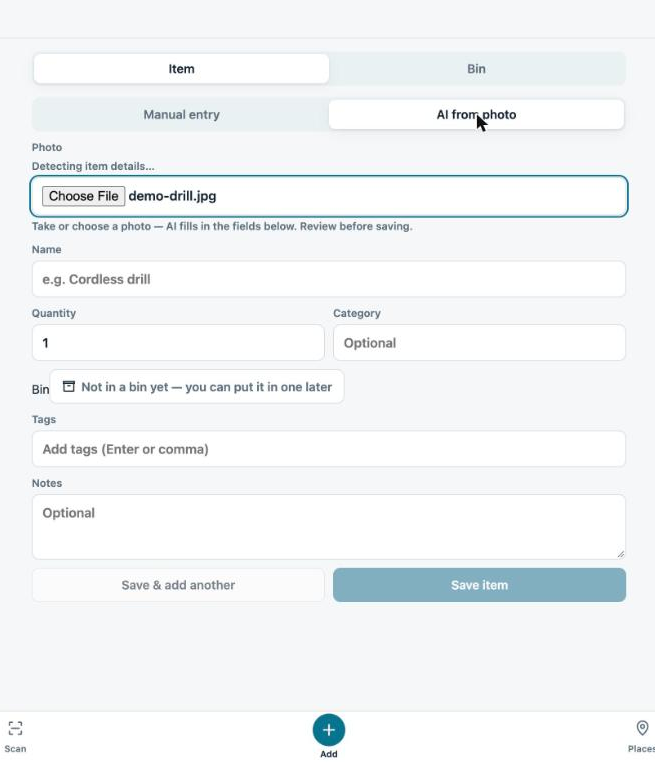 Item Bin
Manual entry AI from photo
Photo
Detecting item details...
Choose File demo-drill.jpg
Take or choose a photo — AI fills in the fields below. Review before saving.
Name
e.g. Cordless drill
Quantity Category
1 Optional
Bin Not in a bin yet — you can put it in one later
Tags
Add tags (Enter or comma)
Notes
Optional
Save & add another Save item
Scan Add Places